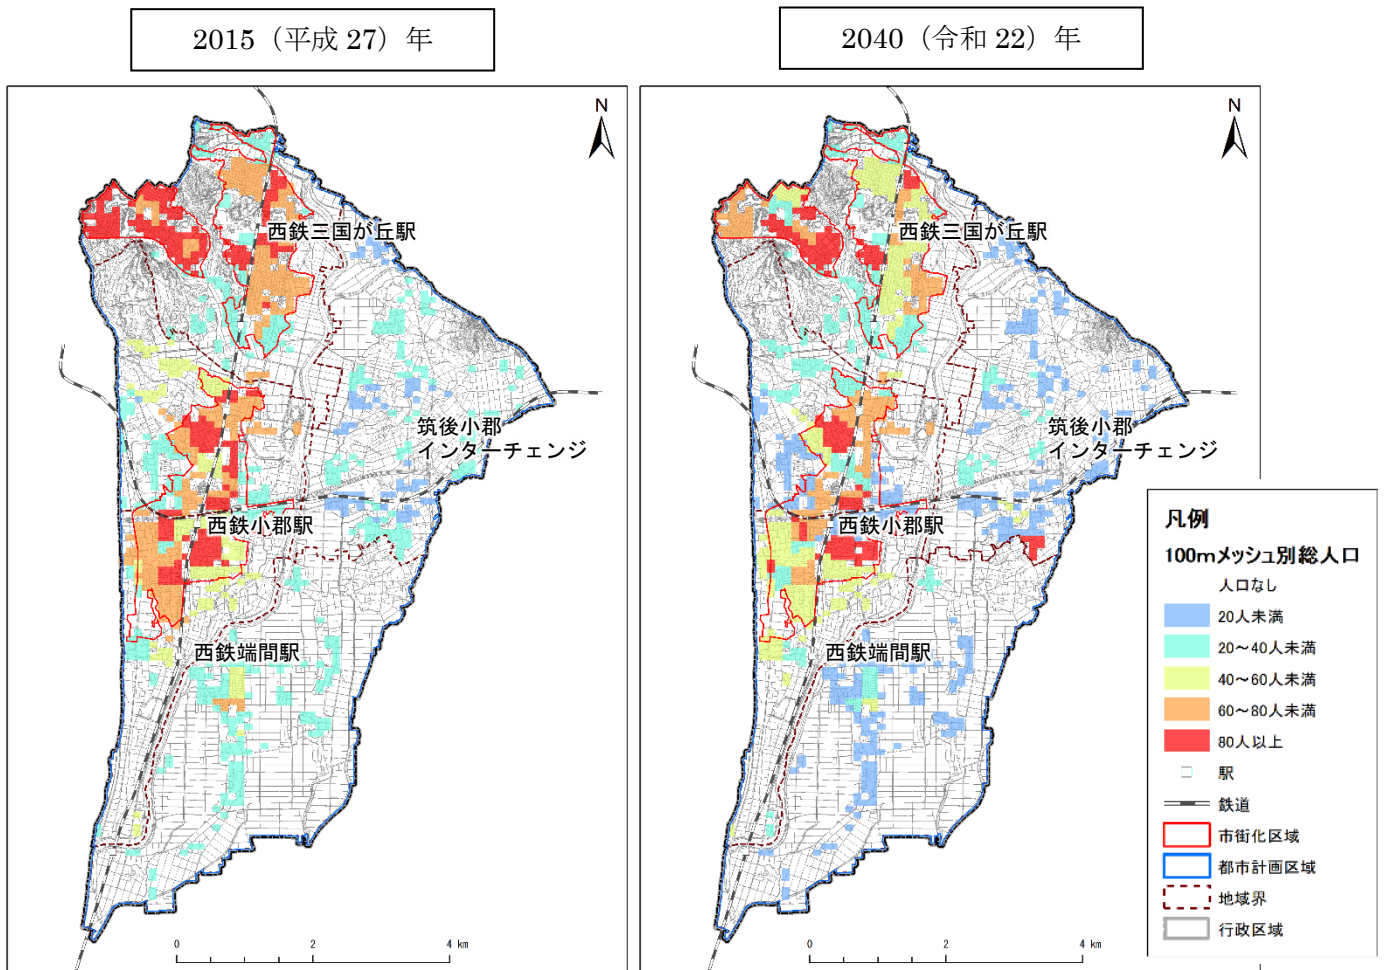 2015（平成 27）年
2040（令和 22）年
N
西鉄三国が丘駅
筑後小郡
インターチェンジ
西鉄小郡駅
西鉄端間駅
0 2 4 km
N
西鉄三国が丘駅
筑後小郡
インターチェンジ
西鉄小郡駅
西鉄端間駅
0 2 4 km
凡例
100mメッシュ別総人口
人口なし
20人未満
20～40人未満
40～60人未満
60～80人未満
80人以上
駅
鉄道
市街化区域
都市計画区域
地域界
行政区域